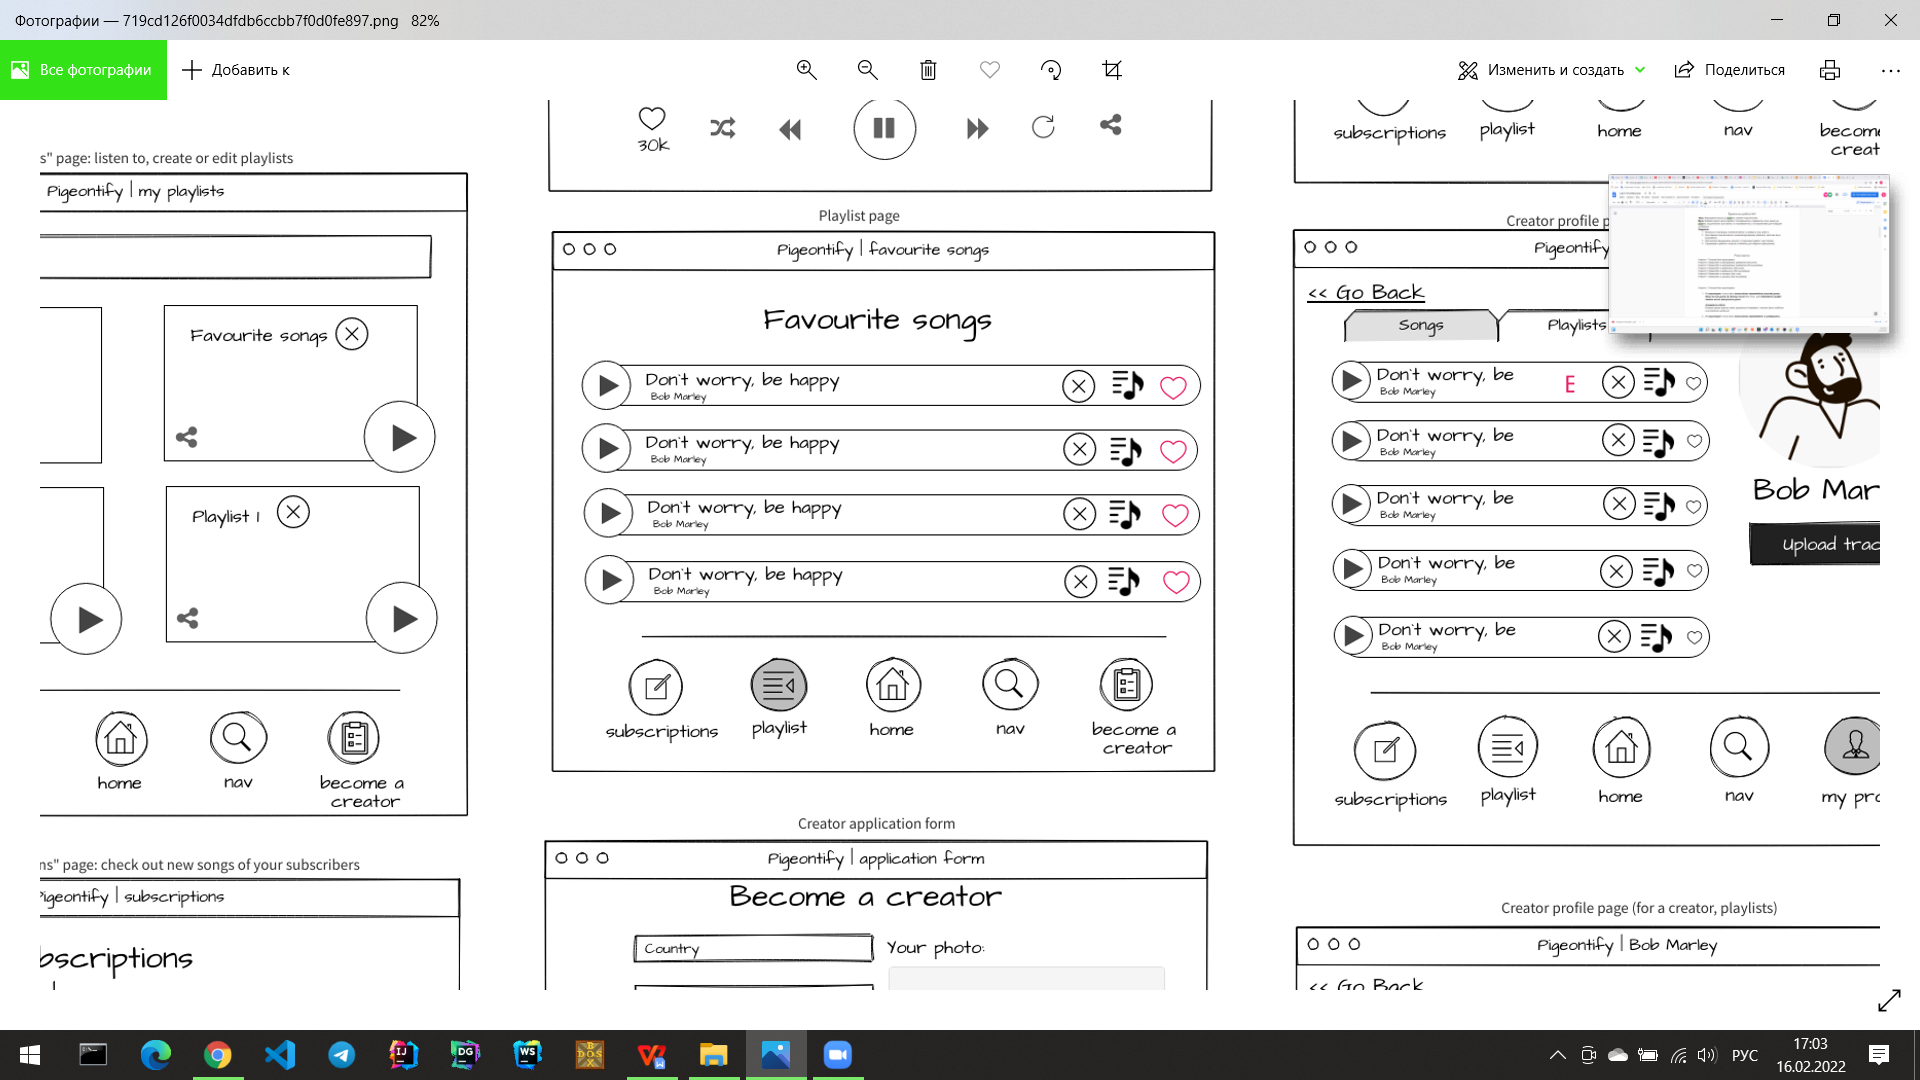 Фотографии — 719cd126f0034dfdb6ccbb7f0d0fe897.png 82%
Все фотографии
Добавить к
Изменить и создать
Поделиться
s" page: listen to, create or edit playlists
Pigeontify | my playlists
Favourite songs
Playlist 1
home
nav
become a
creator
ns" page: check out new songs of your subscribers
Pigeontify | subscriptions
bscriptions
30k
Playlist page
Pigeontify | favourite songs
Favourite songs
Don't worry, be happy
Bob Marley
Don't worry, be happy
Bob Marley
Don't worry, be happy
Bob Marley
Don't worry, be happy
Bob Marley
subscriptions
playlist
home
nav
become a
creator
Creator application form
Pigeontify | application form
Become a creator
Country
Your photo:
subscriptions
playlist
home
nav
become
creat
Creator profile p
Pigeontify
<< Go Back
Songs
Playlists
Don't worry, be
Bob Marley
E
Don't worry, be
Bob Marley
Don't worry, be
Bob Marley
Don't worry, be
Bob Marley
Don't worry, be
Bob Marley
Bob Mar
Upload trac
subscriptions
playlist
home
nav
my pro
Creator profile page (for a creator, playlists)
Pigeontify | Bob Marley
<< Go Back
РУС
17:03
16.02.2022